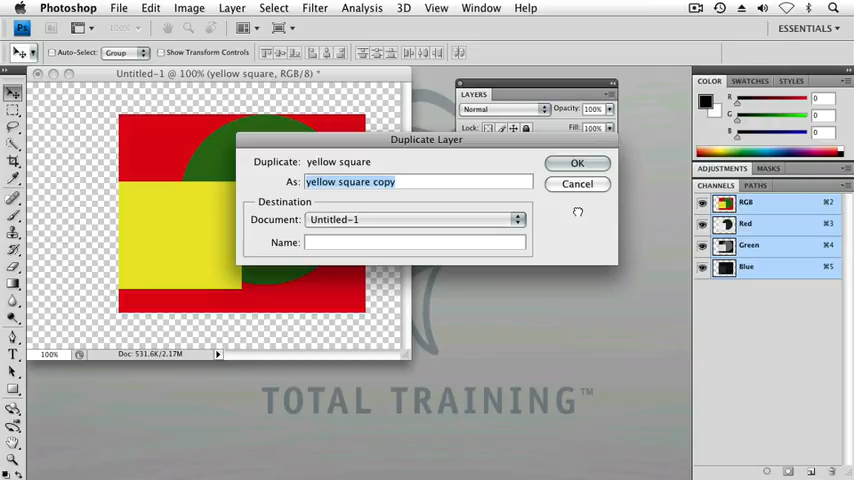 Photoshop File Edit Image Layer Select Filter Analysis 3D View Window Help
Ps 100% ESSENTIALS
Auto-Select: Group Show Transform Controls
Untitled-1 @ 100% (yellow square, RGB/8) *
LAYERS
Normal Opacity: 100%
Lock: Fill: 100%
Duplicate Layer
Duplicate: yellow square
As: yellow square copy
OK
Cancel
Destination
Document: Untitled-1
Name:
COLOR SWATCHES STYLES
R 0
G 0
B 0
ADJUSTMENTS MASKS
CHANNELS PATHS
RGB ⌘2
Red ⌘3
Green ⌘4
Blue ⌘5
100% Doc: 531.6K/2.17M
TOTAL TRAINING™